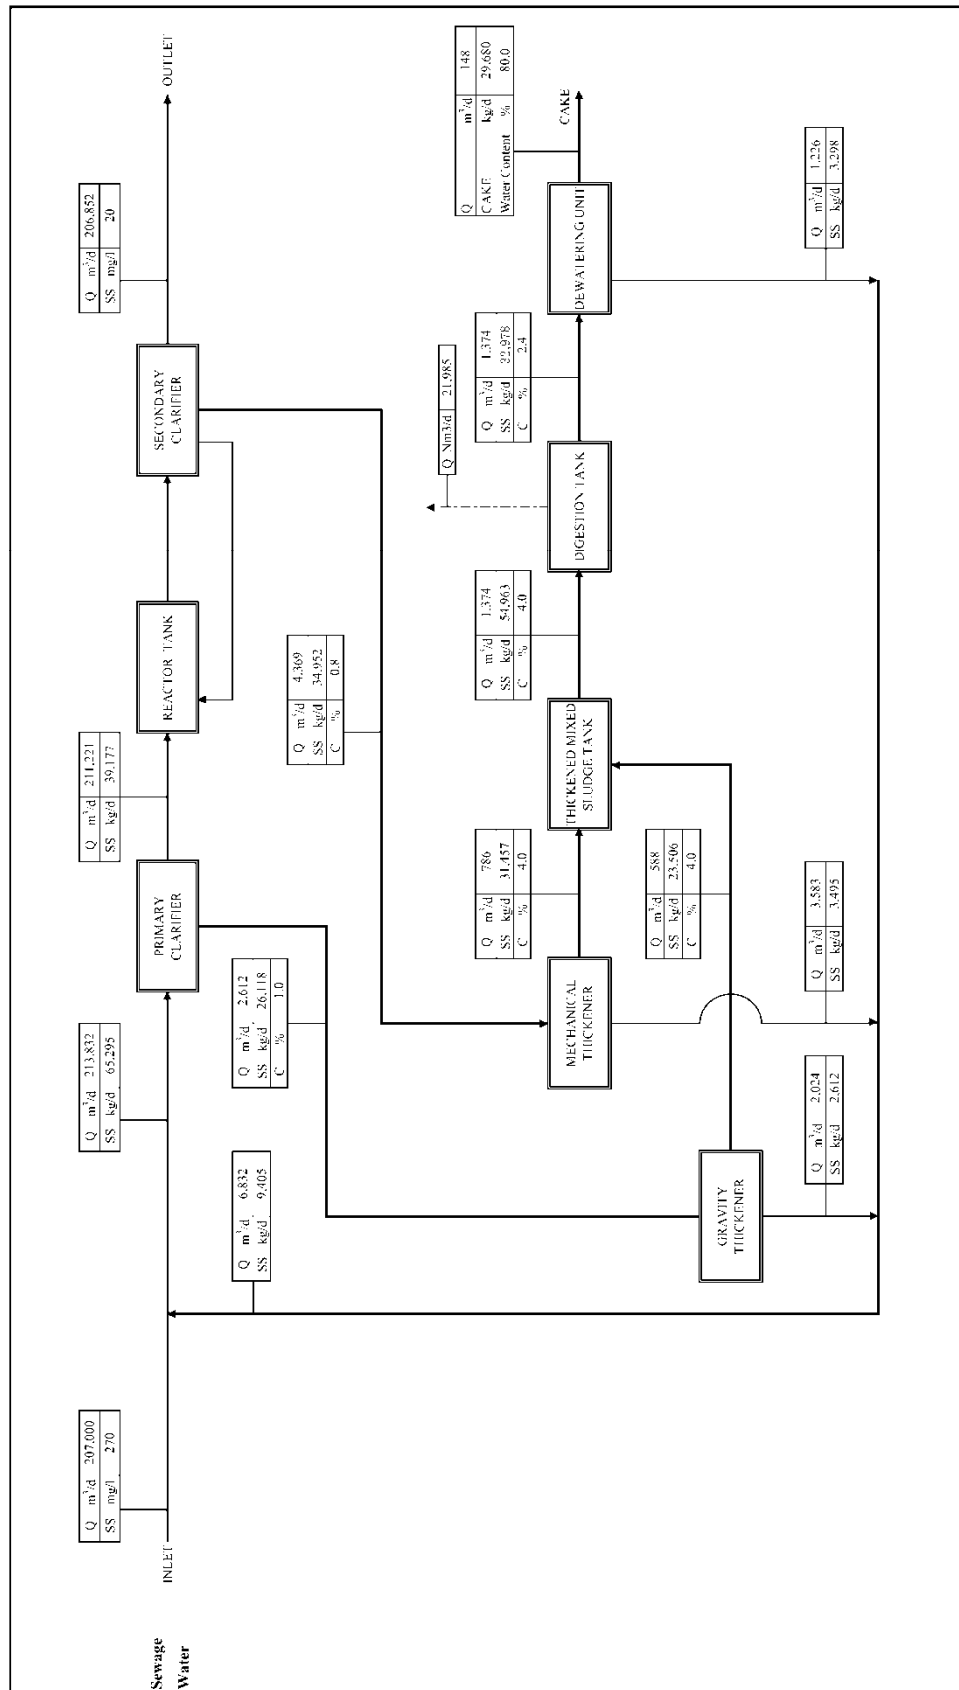 Sewage
Water
INLET
Q m³/d 207.000
SS mg/l 270
Q m³/d 213.832
SS kg/d 65.295
PRIMARY
CLARIFIER
Q m³/d 211.221
SS kg/d 39.177
REACTOR TANK
SECONDARY
CLARIFIER
Q m³/d 206.852
SS mg/l 20
OUTLET
Q m³/d 6.832
SS kg/d 9.405
Q m³/d 2.612
SS kg/d 26.118
C % 1.0
Q m³/d 4.369
SS kg/d 34.952
C % 0.8
MECHANICAL
THICKENER
Q m³/d 786
SS kg/d 31.457
C % 4.0
THICKENED MIXED
SLUDGE TANK
Q m³/d 1.374
SS kg/d 54.963
C % 4.0
DIGESTION TANK
Q Nm3/d 21.985
Q m³/d 1.374
SS kg/d 32.978
C % 2.4
DEWATERING UNIT
Q m³/d 148
CAKE kg/d 29.680
Water Content % 80.0
CAKE
GRAVITY
THICKENER
Q m³/d 588
SS kg/d 23.506
C % 4.0
Q m³/d 2.024
SS kg/d 2.612
Q m³/d 3.583
SS kg/d 3.495
Q m³/d 1.226
SS kg/d 3.298